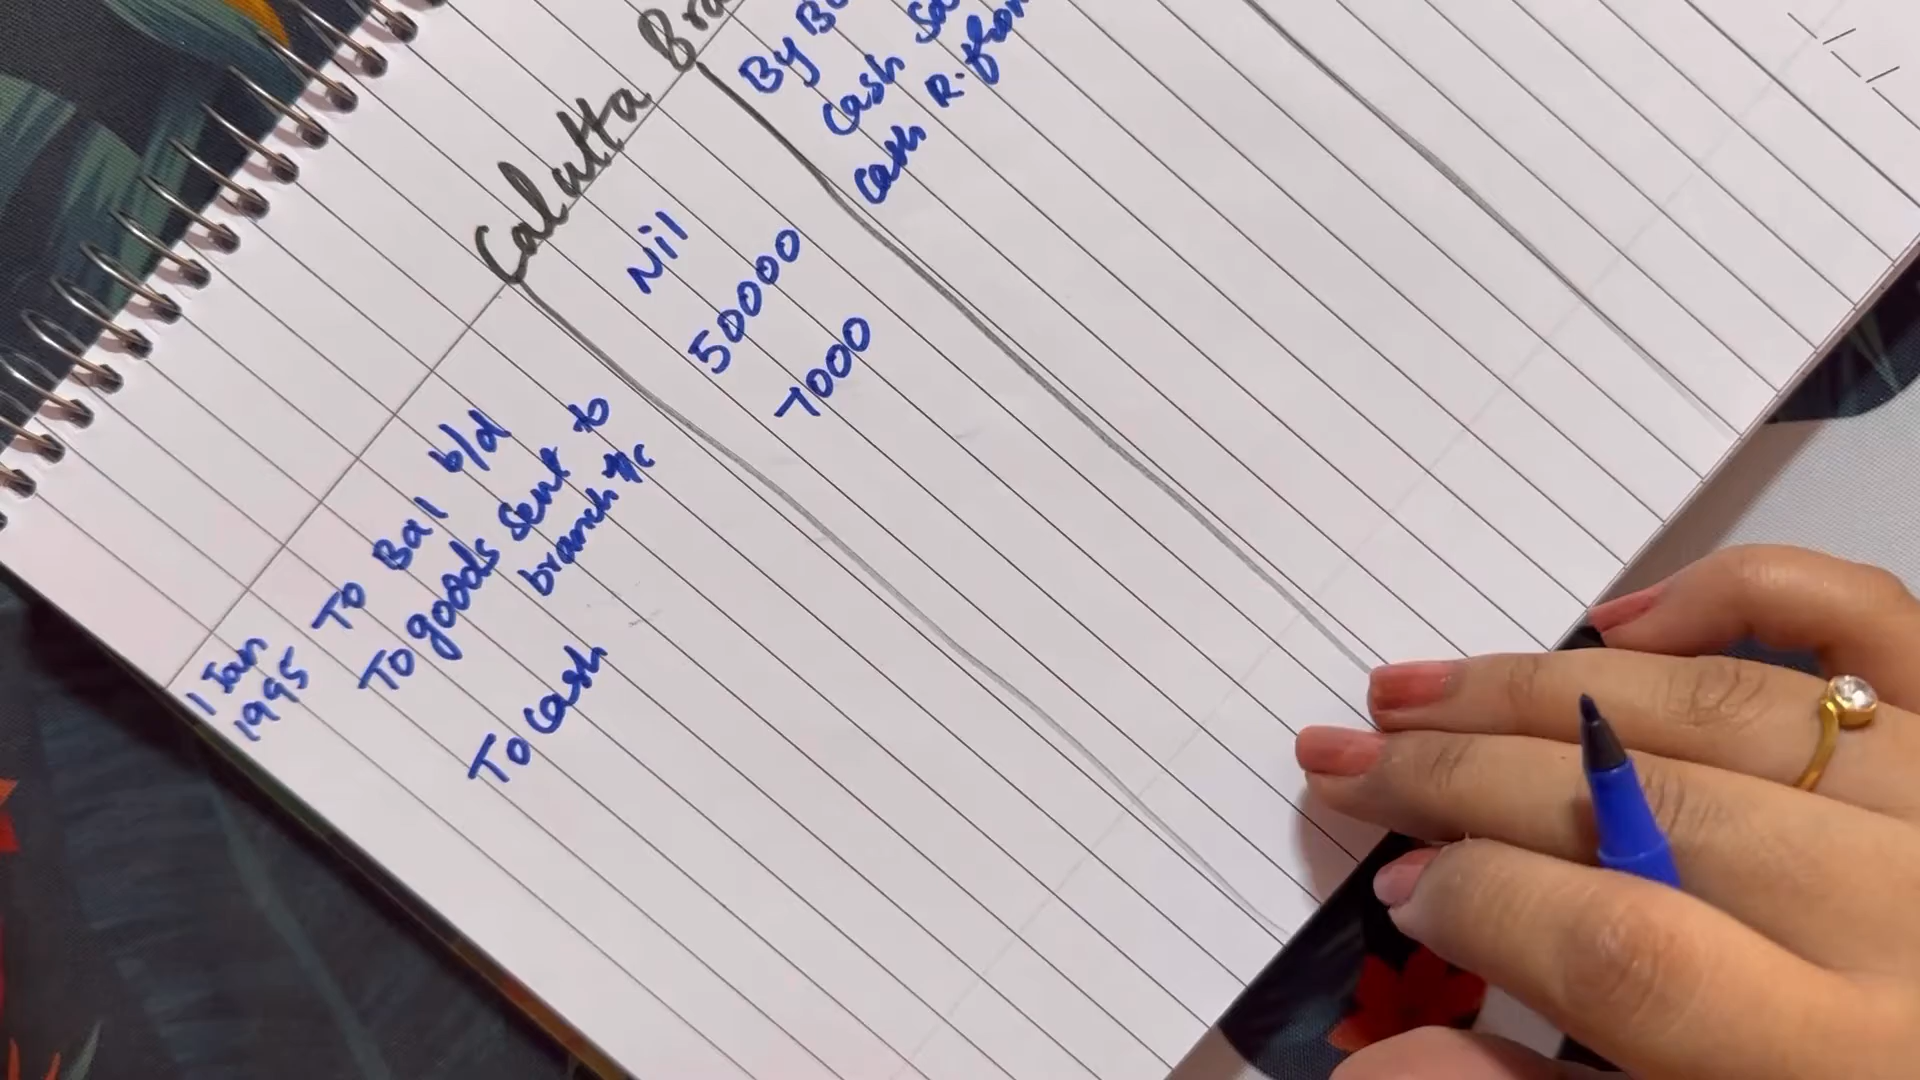 Calutta
1 Jan
1995
To Bal b/d
Nil
To goods sent to
branch A/c
50000
To cash
7000
By
cash
cash R. from